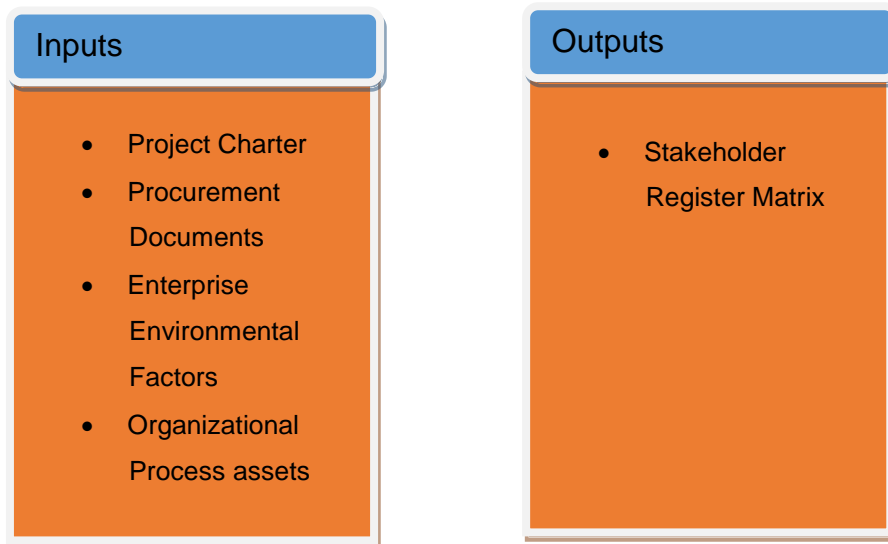 Inputs
• Project Charter
• Procurement
Documents
• Enterprise
Environmental
Factors
• Organizational
Process assets
Outputs
• Stakeholder
Register Matrix